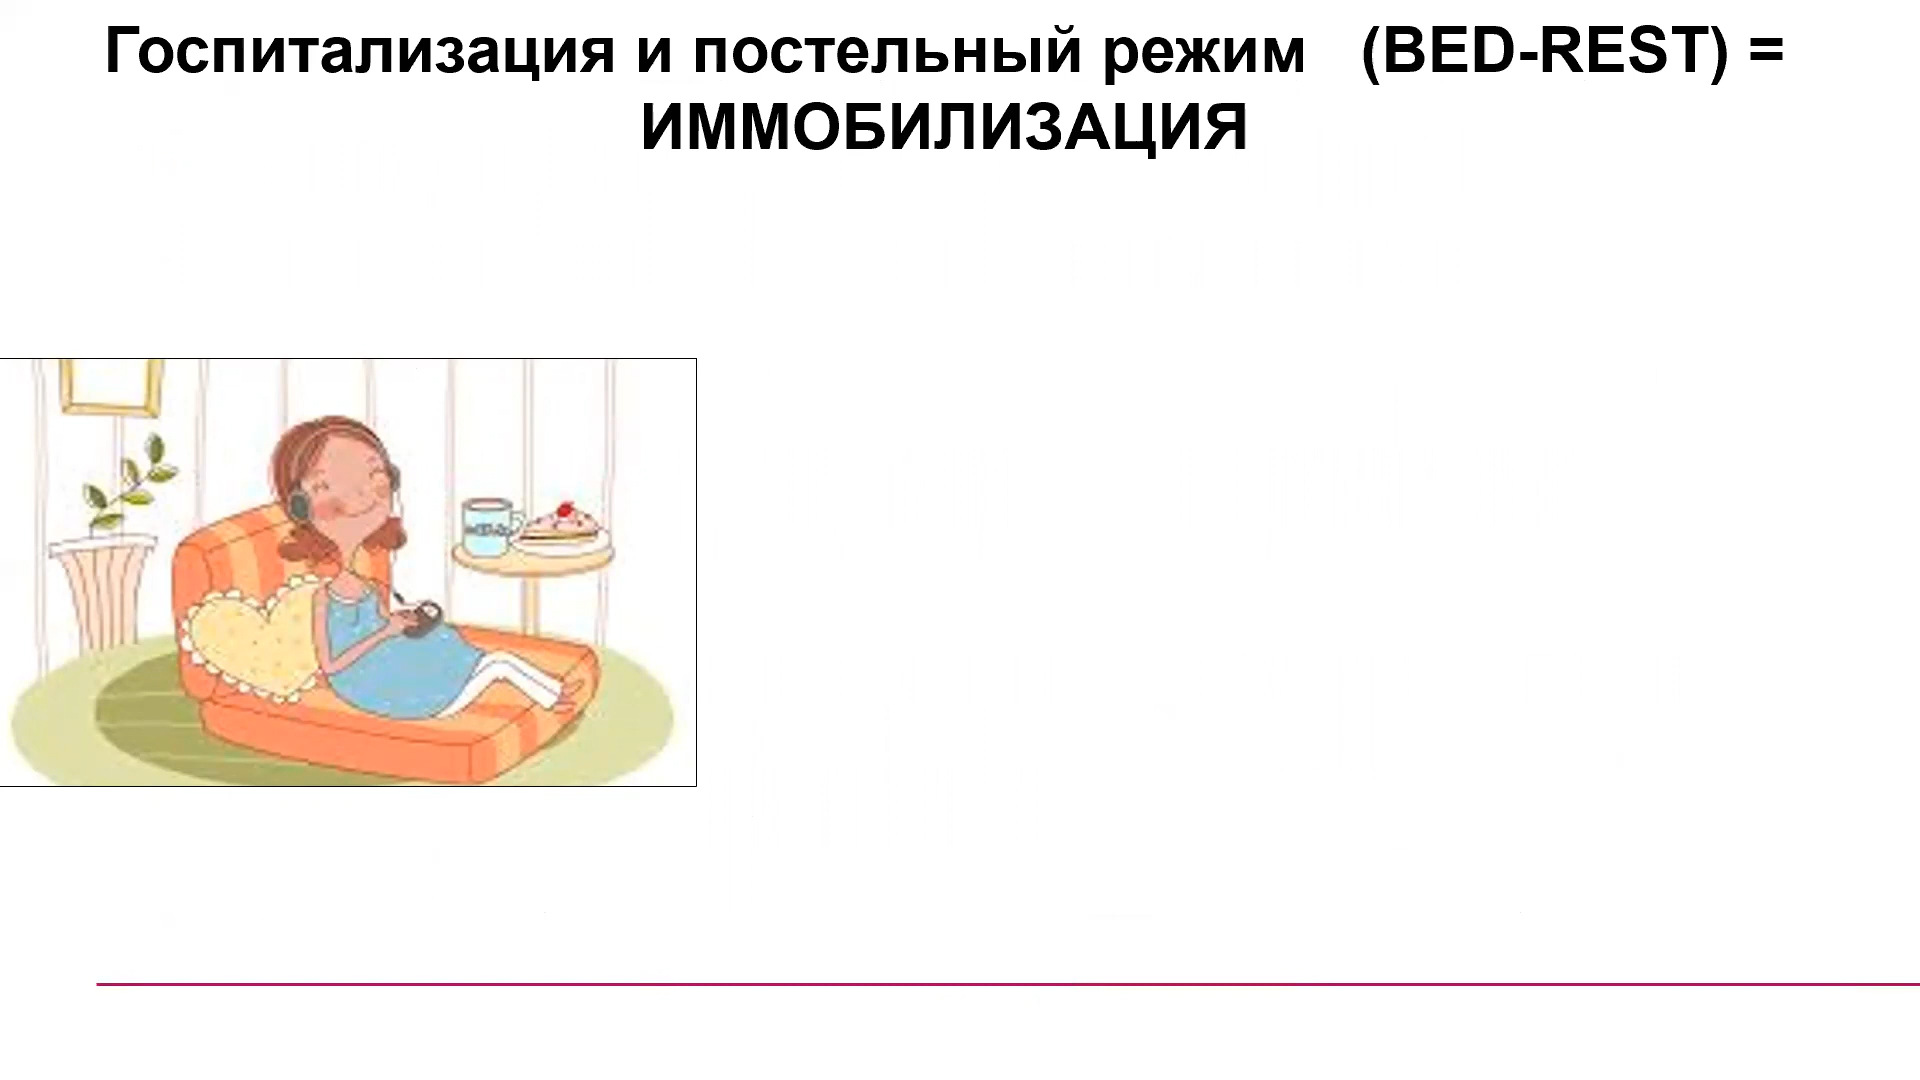 Госпитализация и постельный режим (BED-REST) =
ИММОБИЛИЗАЦИЯ